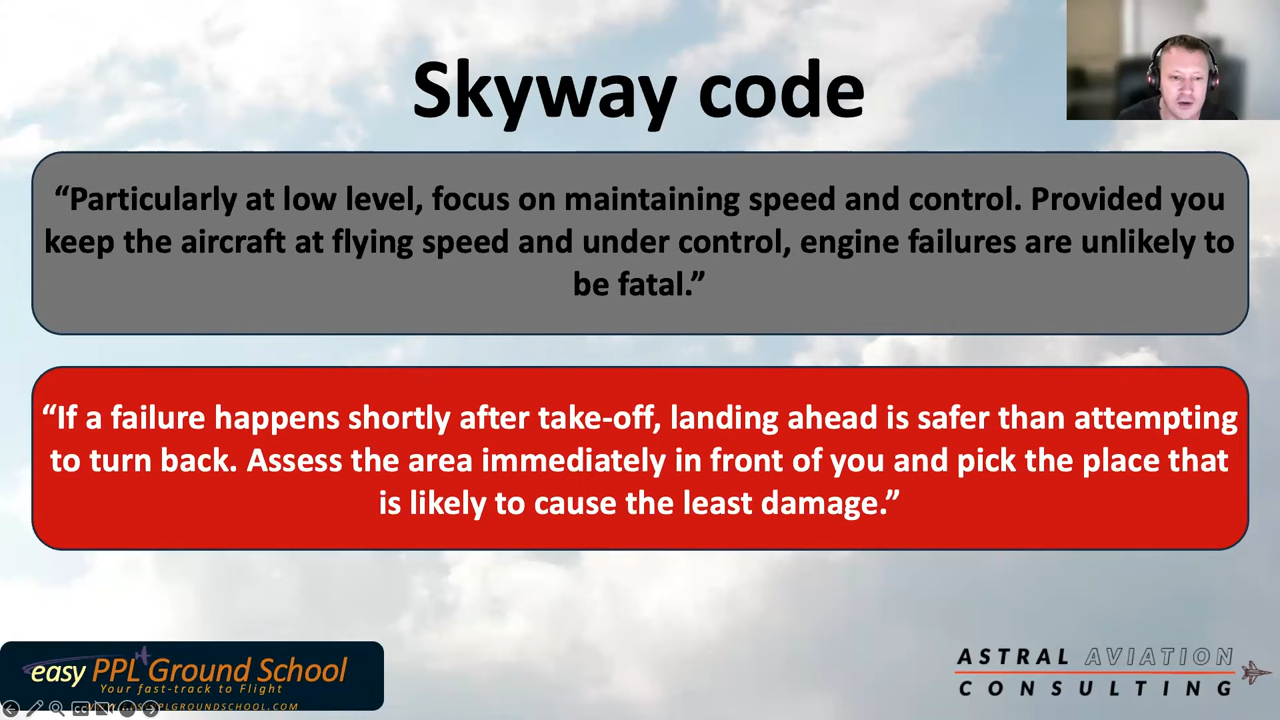 Skyway code
“Particularly at low level, focus on maintaining speed and control. Provided you
keep the aircraft at flying speed and under control, engine failures are unlikely to
be fatal.”
“If a failure happens shortly after take-off, landing ahead is safer than attempting
to turn back. Assess the area immediately in front of you and pick the place that
is likely to cause the least damage.”
easy PPL Ground School
Your fast-track to Flight
PLGROUNDSCHOOL.COM
ASTRAL AVIATION
CONSULTING